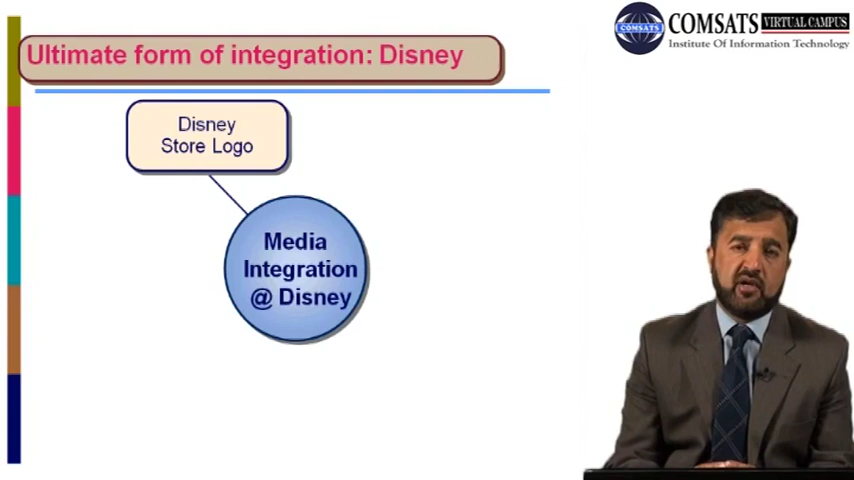 Ultimate form of integration: Disney
COMSATS
COMSATS VIRTUAL CAMPUS
Institute Of Information Technology
Disney
Store Logo
Media
Integration
@ Disney